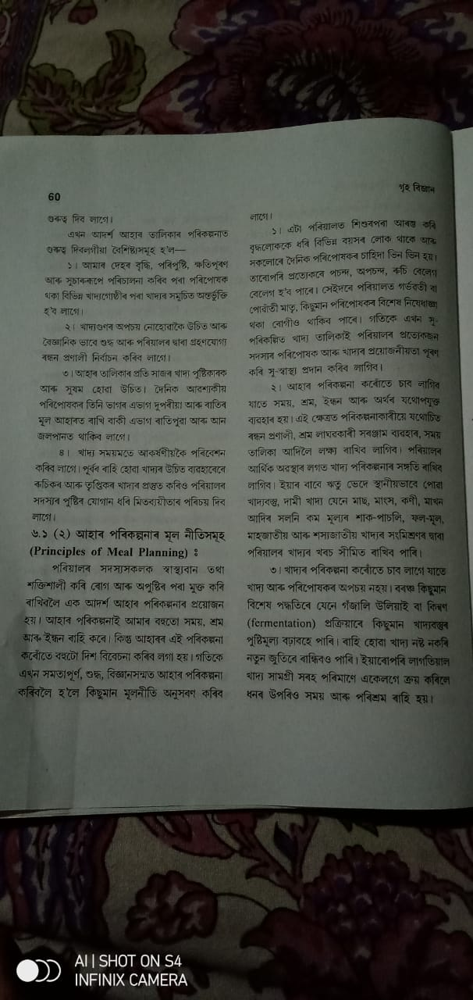 60
গৃহ বিজ্ঞান
গুৰুত্ব দিব লাগে।
এখন আদৰ্শ আহাৰ তালিকাৰ পৰিকল্পনাত
গুৰুত্ব দিবলগীয়া বৈশিষ্ট্যসমূহ হ'ল—
১। আমাৰ দেহৰ বৃদ্ধি, পৰিপুষ্টি, ক্ষতিপূৰণ
আৰু সুচাৰুৰূপে পৰিচালনা কৰিব পৰা পৰিপোষক
থকা বিভিন্ন খাদ্যগোষ্ঠীৰ পৰা খাদ্যৰ সমুচিত অন্তৰ্ভুক্তি
হ'ব লাগে।
২। খাদ্যগুণৰ অপচয় নোহোৱাকৈ উচিত আৰু
বৈজ্ঞানিক ভাবে শুদ্ধ আৰু পৰিয়ালৰ দ্বাৰা গ্ৰহণযোগ্য
ৰন্ধন প্ৰণালী নিৰ্বাচন কৰিব লাগে।
৩। আহাৰ তালিকাৰ প্ৰতি সাজৰ খাদ্য পুষ্টিকাৰক
আৰু সুষম হোৱা উচিত। দৈনিক আৱশ্যকীয়
পৰিপোষকৰ তিনি ভাগৰ এভাগ দুপৰীয়া আৰু ৰাতিৰ
মূল আহাৰত ৰাখি বাকী এভাগ ৰাতিপুৱা আৰু আন
জলপানত থাকিব লাগে।
৪। খাদ্য সময়মতে আকৰ্ষণীয়কৈ পৰিবেশন
কৰিব লাগে। পূৰ্বৰ ৰাহি হোৱা খাদ্যৰ উচিত ব্যৱহাৰেৰে
ৰুচিকৰ আৰু তৃপ্তিকৰ খাদ্যৰ প্ৰস্তুত কৰিও পৰিয়ালৰ
সদস্যৰ পুষ্টিৰ যোগান ধৰি মিতব্যয়ীতাৰ পৰিচয় দিব
লাগে।
৬.১ (২) আহাৰ পৰিকল্পনাৰ মূল নীতিসমূহ
(Principles of Meal Planning) ঃ
পৰিয়ালৰ সদস্যসকলক স্বাস্থ্যবান তথা
শক্তিশালী কৰি ৰোগ আৰু অপুষ্টিৰ পৰা মুক্ত কৰি
ৰাখিবলৈ এক আদৰ্শ আহাৰ পৰিকল্পনাৰ প্ৰয়োজন
হয়। আহাৰ পৰিকল্পনাই আমাৰ বহুতো সময়, শ্ৰম
আৰু ইন্ধন ৰাহি কৰে। কিন্তু আহাৰৰ এই পৰিকল্পনা
কৰোঁতে বহুটো দিশ বিবেচনা কৰিব লগা হয়। গতিকে
এখন সমতাপূৰ্ণ, শুদ্ধ, বিজ্ঞানসন্মত আহাৰ পৰিকল্পনা
কৰিবলৈ হ'লে কিছুমান মূলনীতি অনুসৰণ কৰিব
লাগে।
১। এটা পৰিয়ালত শিশুৰপৰা আৰম্ভ কৰি
বৃদ্ধলোককে ধৰি বিভিন্ন বয়সৰ লোক থাকে আৰু
সকলোৰে দৈনিক পৰিপোষকৰ চাহিদা ভিন ভিন হয়।
তাৰোপৰি প্ৰত্যেকৰে পচন্দ, অপচন্দ, ৰুচি বেলেগ
বেলেগ হ'ব পাৰে। সেইদৰে পৰিয়ালত গৰ্ভৱতী বা
পোৱাঁতী মাতৃ, কিছুমান পৰিপোষকৰ বিশেষ নিষেধাজ্ঞা
থকা ৰোগীও থাকিব পাৰে। গতিকে এখন সু-
পৰিকল্পিত খাদ্য তালিকাই পৰিয়ালৰ প্ৰত্যেকজন
সদস্যৰ পৰিপোষক আৰু খাদ্যৰ প্ৰয়োজনীয়তা পূৰণ
কৰি সু-স্বাস্থ্য প্ৰদান কৰিব লাগিব।
২। আহাৰ পৰিকল্পনা কৰোঁতে চাব লাগিব
যাতে সময়, শ্ৰম, ইন্ধন আৰু অৰ্থৰ যথোপযুক্ত
ব্যৱহাৰ হয়। এই ক্ষেত্ৰত পৰিকল্পনাকাৰীয়ে যথোচিত
ৰন্ধন প্ৰণালী, শ্ৰম লাঘৱকাৰী সৰঞ্জাম ব্যৱহাৰ, সময়
তালিকা আদিলৈ লক্ষ্য ৰাখিব লাগিব। পৰিয়ালৰ
আৰ্থিক অৱস্থাৰ লগত খাদ্য পৰিকল্পনাৰ সঙ্গতি ৰাখিব
লাগিব। ইয়াৰ বাবে ঋতু ভেদে স্থানীয়ভাবে পোৱা
খাদ্যবস্তু, দামী খাদ্য যেনে মাছ, মাংস, কণী, মাখন
আদিৰ সলনি কম মূল্যৰ শাক-পাচলি, ফল-মূল,
মাহজাতীয় আৰু শস্যজাতীয় খাদ্যৰ সংমিশ্ৰণৰ দ্বাৰা
পৰিয়ালৰ খাদ্যৰ খৰচ সীমিত ৰাখিব পাৰি।
৩। খাদ্যৰ পৰিকল্পনা কৰোঁতে চাব লাগে যাতে
খাদ্য আৰু পৰিপোষকৰ অপচয় নহয়। বৰঞ্চ কিছুমান
বিশেষ পদ্ধতিৰে যেনে গঁজালি উলিয়াই বা কিন্বণ
(fermentation) প্ৰক্ৰিয়াৰে কিছুমান খাদ্যবস্তুৰ
পুষ্টিমূল্য বঢ়াবহে পাৰি। ৰাহি হোৱা খাদ্য নষ্ট নকৰি
নতুন জুতিৰে ৰান্ধিবও পাৰি। ইয়াৰোপৰি লাগতিয়াল
খাদ্য সামগ্ৰী সৰহ পৰিমাণে একেলগে ক্ৰয় কৰিলে
ধনৰ উপৰিও সময় আৰু পৰিশ্ৰম ৰাহি হয়।
AI | SHOT ON S4
INFINIX CAMERA